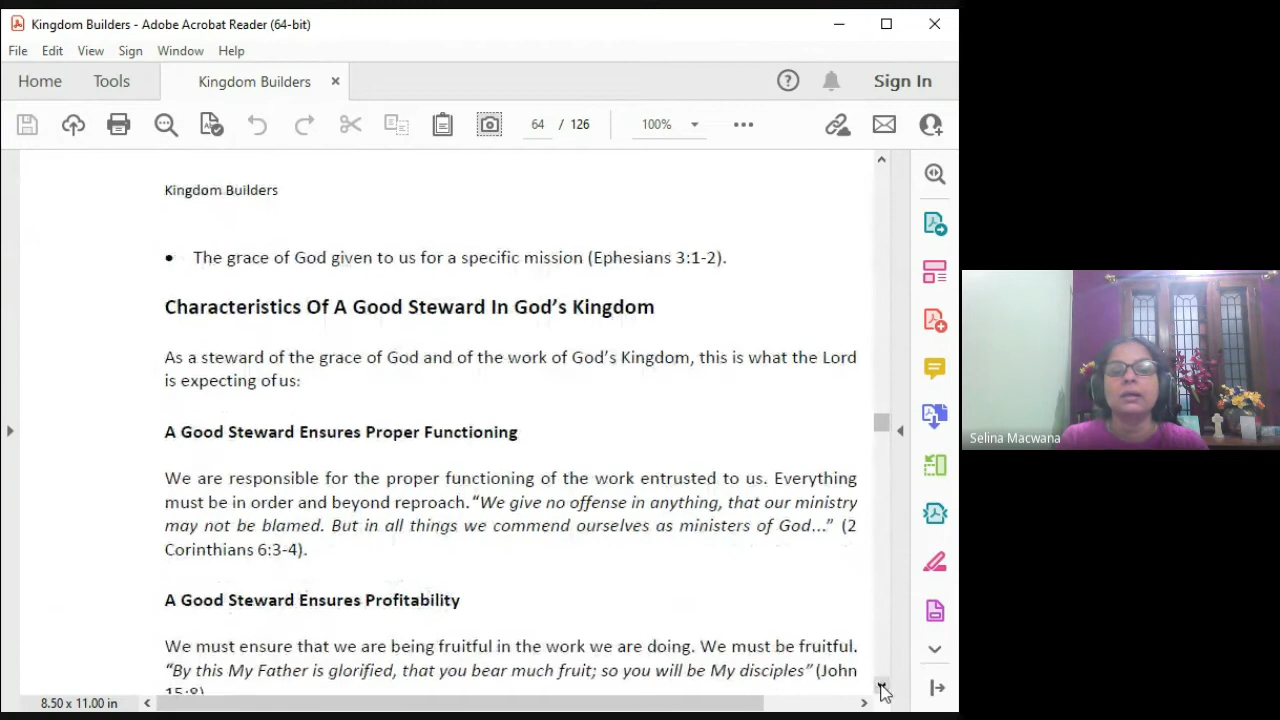 Kingdom Builders - Adobe Acrobat Reader (64-bit)
File Edit View Sign Window Help
Home Tools Kingdom Builders × Sign In
64 / 126 100%
Kingdom Builders
• The grace of God given to us for a specific mission (Ephesians 3:1-2).
Characteristics Of A Good Steward In God’s Kingdom
As a steward of the grace of God and of the work of God’s Kingdom, this is what the Lord
is expecting of us:
A Good Steward Ensures Proper Functioning
We are responsible for the proper functioning of the work entrusted to us. Everything
must be in order and beyond reproach. “We give no offense in anything, that our ministry
may not be blamed. But in all things we commend ourselves as ministers of God...” (2
Corinthians 6:3-4).
A Good Steward Ensures Profitability
We must ensure that we are being fruitful in the work we are doing. We must be fruitful.
“By this My Father is glorified, that you bear much fruit; so you will be My disciples” (John
15:8)
8.50 x 11.00 in
Selina Macwana